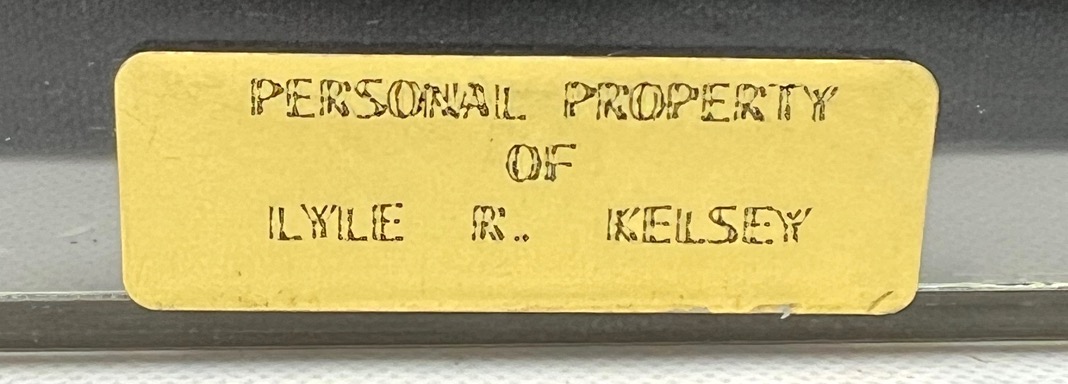 PERSONAL PROPERTY
OF
LYLE R. KELSEY